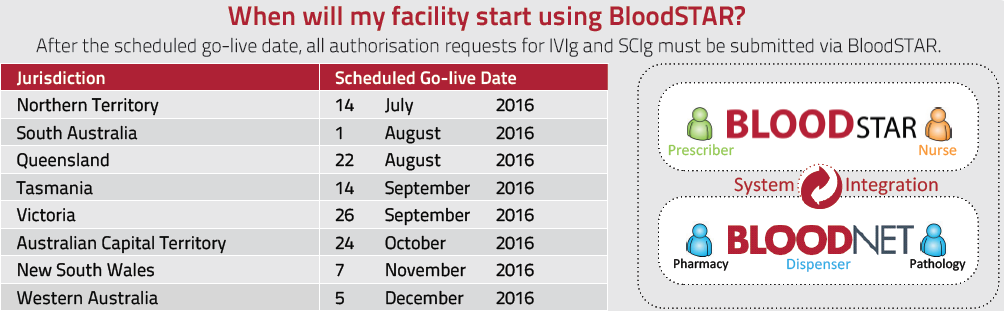 When will my facility start using BloodSTAR?
After the scheduled go-live date, all authorisation requests for IVIg and SCIg must be submitted via BloodSTAR.
Jurisdiction Scheduled Go-live Date
Northern Territory 14 July 2016
South Australia 1 August 2016
Queensland 22 August 2016
Tasmania 14 September 2016
Victoria 26 September 2016
Australian Capital Territory 24 October 2016
New South Wales 7 November 2016
Western Australia 5 December 2016
BLOODSTAR
Prescriber Nurse
System Integration
BLOODNET
Pharmacy Dispenser Pathology